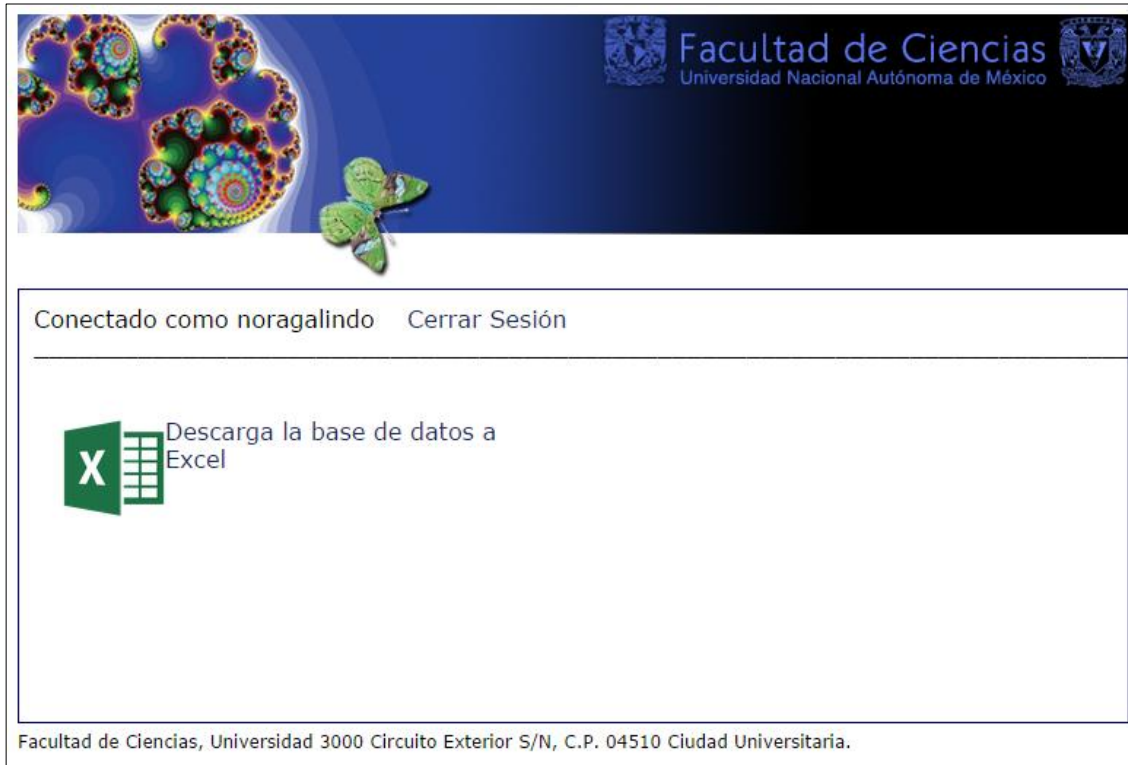 Facultad de Ciencias
Universidad Nacional Autónoma de México
Conectado como noragalindo Cerrar Sesión
Descarga la base de datos a
Excel
X
Facultad de Ciencias, Universidad 3000 Circuito Exterior S/N, C.P. 04510 Ciudad Universitaria.